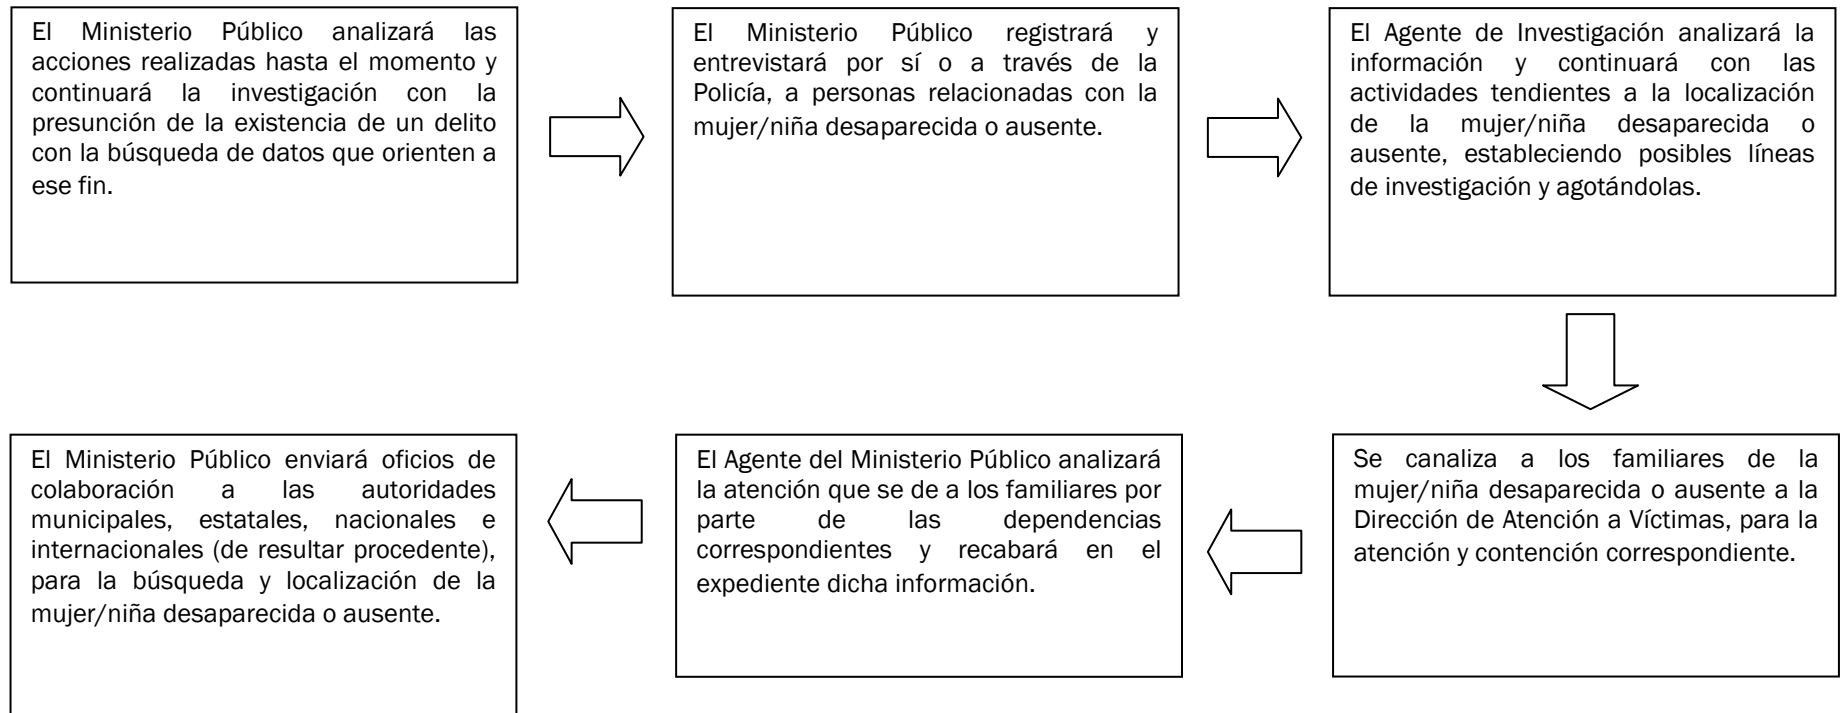 El Ministerio Público analizará las
acciones realizadas hasta el momento y
continuará la investigación con la
presunción de la existencia de un delito
con la búsqueda de datos que orienten a
ese fin.
El Ministerio Público registrará y
entrevistará por sí o a través de la
Policía, a personas relacionadas con la
mujer/niña desaparecida o ausente.
El Agente de Investigación analizará la
información y continuará con las
actividades tendientes a la localización
de la mujer/niña desaparecida o
ausente, estableciendo posibles líneas
de investigación y agotándolas.
Se canaliza a los familiares de la
mujer/niña desaparecida o ausente a la
Dirección de Atención a Víctimas, para la
atención y contención correspondiente.
El Agente del Ministerio Público analizará
la atención que se de a los familiares por
parte de las dependencias
correspondientes y recabará en el
expediente dicha información.
El Ministerio Público enviará oficios de
colaboración a las autoridades
municipales, estatales, nacionales e
internacionales (de resultar procedente),
para la búsqueda y localización de la
mujer/niña desaparecida o ausente.